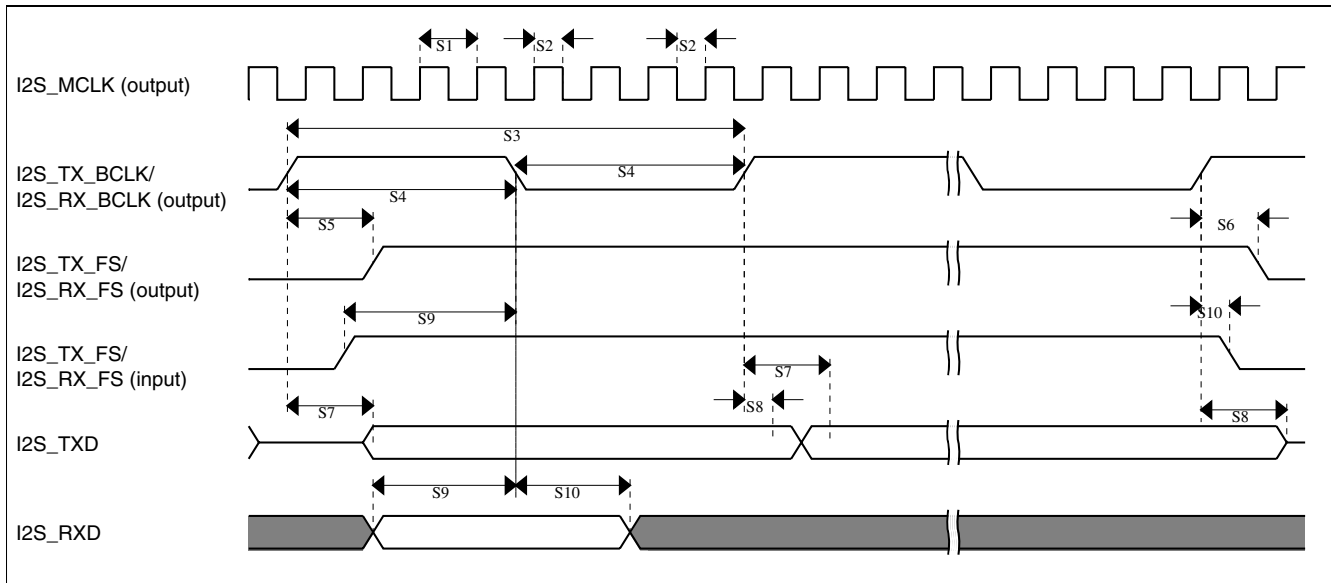 S1
S2
S2
I2S_MCLK (output)
S3
I2S_TX_BCLK/
I2S_RX_BCLK (output)
S4
S4
S5
S6
I2S_TX_FS/
I2S_RX_FS (output)
S9
S10
I2S_TX_FS/
I2S_RX_FS (input)
S7
S7
S8
S8
I2S_TXD
S9
S10
I2S_RXD